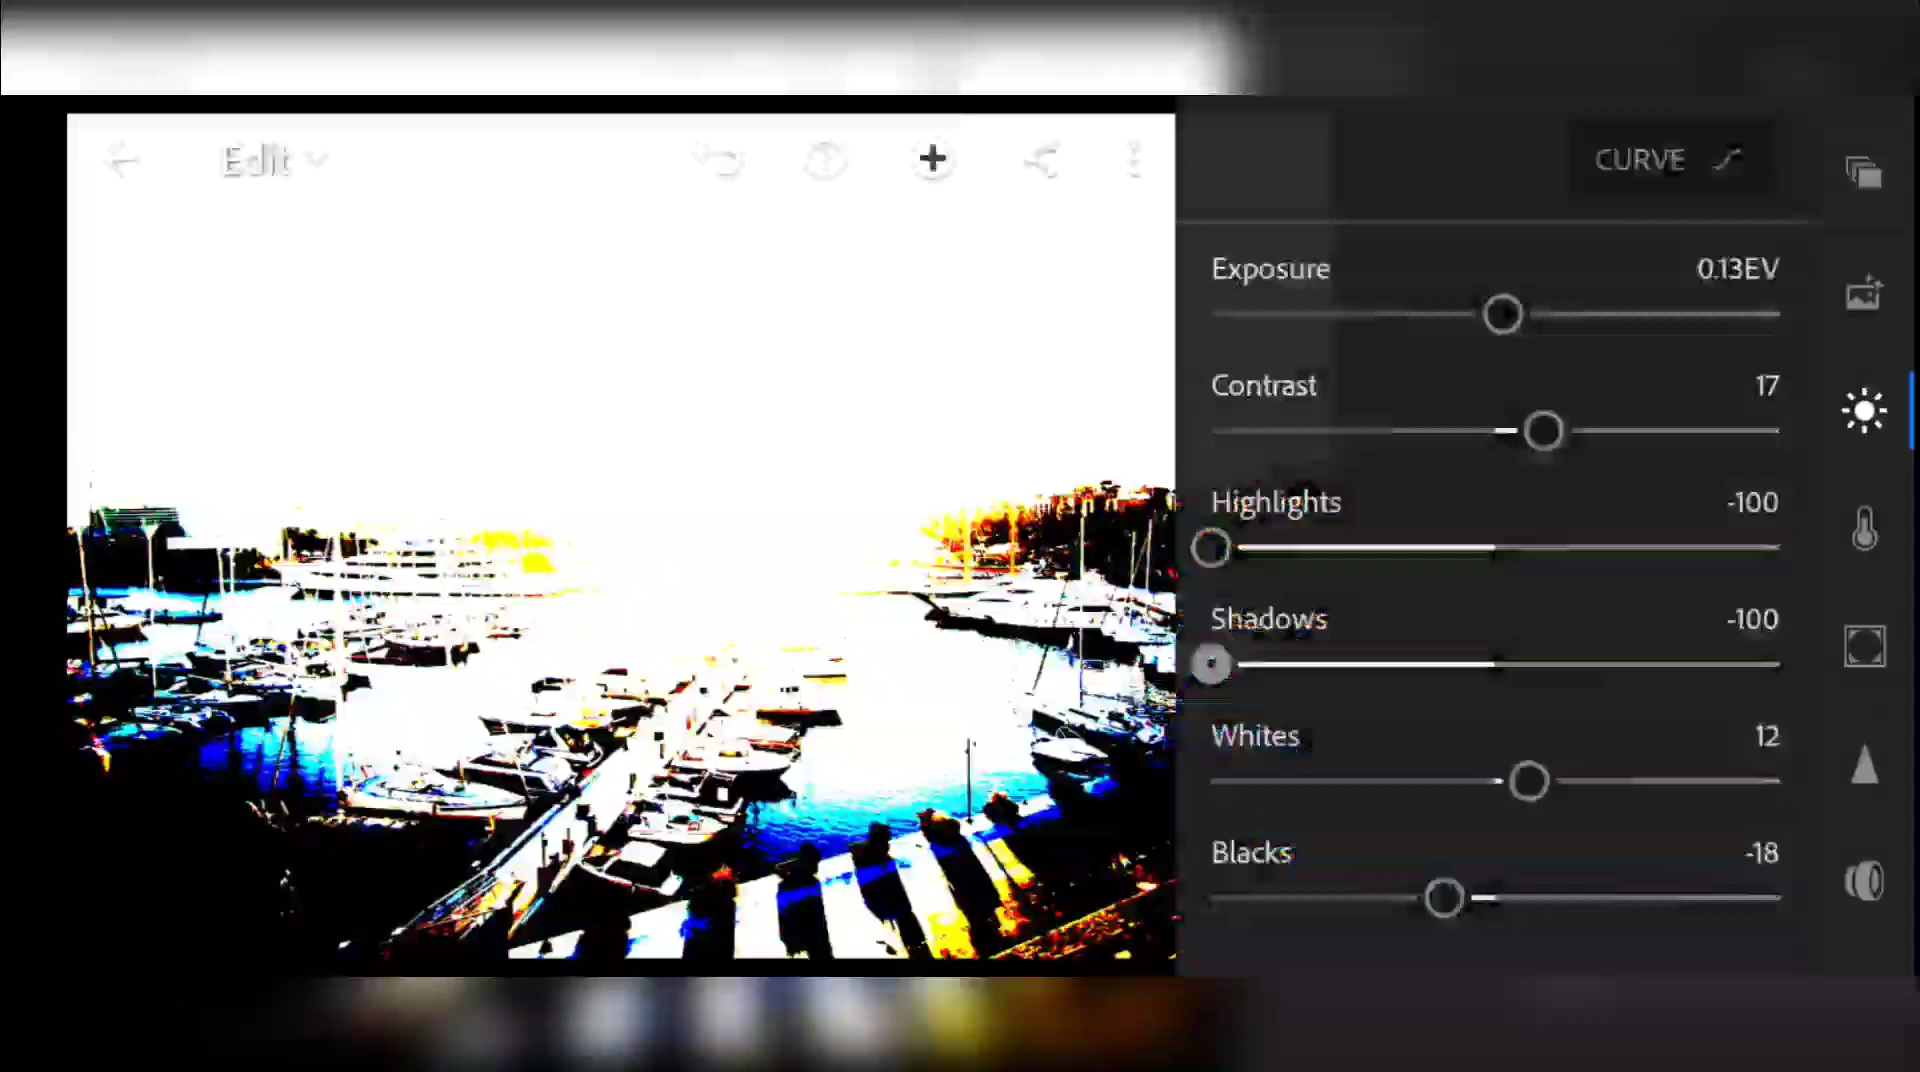 Edit
CURVE
Exposure 0.13EV
Contrast 17
Highlights -100
Shadows -100
Whites 12
Blacks -18